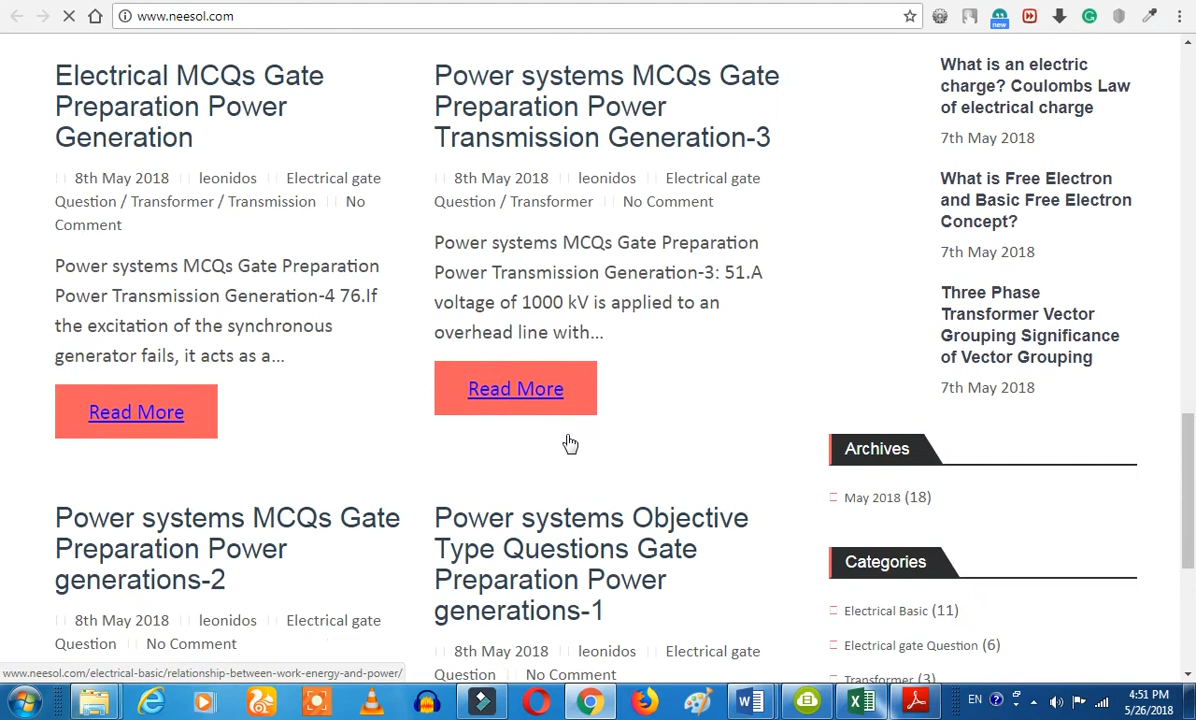 www.neesol.com
new
Electrical MCQs Gate
Preparation Power
Generation
8th May 2018 leonidos Electrical gate
Question / Transformer / Transmission No
Comment
Power systems MCQs Gate Preparation
Power Transmission Generation-4 76.If
the excitation of the synchronous
generator fails, it acts as a...
Read More
Power systems MCQs Gate
Preparation Power
Transmission Generation-3
8th May 2018 leonidos Electrical gate
Question / Transformer No Comment
Power systems MCQs Gate Preparation
Power Transmission Generation-3: 51.A
voltage of 1000 kV is applied to an
overhead line with...
Read More
Power systems MCQs Gate
Preparation Power
generations-2
8th May 2018 leonidos Electrical gate
Question No Comment
Power systems Objective
Type Questions Gate
Preparation Power
generations-1
8th May 2018 leonidos Electrical gate
Question No Comment
What is an electric
charge? Coulombs Law
of electrical charge
7th May 2018
What is Free Electron
and Basic Free Electron
Concept?
7th May 2018
Three Phase
Transformer Vector
Grouping Significance
of Vector Grouping
7th May 2018
Archives
May 2018 (18)
Categories
Electrical Basic (11)
Electrical gate Question (6)
Transformer (3)
www.neesol.com/electrical-basic/relationship-between-work-energy-and-power/
EN
4:51 PM
5/26/2018